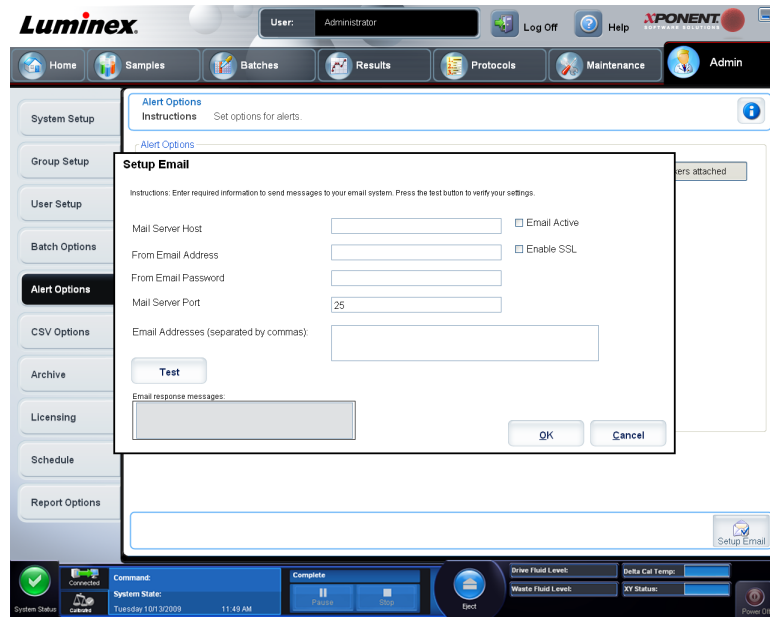 Luminex.
User: Administrator
Log Off
Help
XPONENT
SOFTWARE SOLUTIONS
Home
Samples
Batches
Results
Protocols
Maintenance
Admin
System Setup
Group Setup
User Setup
Batch Options
Alert Options
CSV Options
Archive
Licensing
Schedule
Report Options
Alert Options
Instructions Set options for alerts.
Alert Options
attached
Setup Email
Instructions: Enter required information to send messages to your email system. Press the test button to verify your settings.
Mail Server Host
Email Active
From Email Address
Enable SSL
From Email Password
Mail Server Port 25
Email Addresses (separated by commas):
Test
Email response messages:
OK
Cancel
Setup Email
System Status
Connected
Calibrated
Command:
System State:
Tuesday 10/13/2009 11:49 AM
Complete
Pause
Stop
Eject
Drive Fluid Level:
Waste Fluid Level:
Delta Cal Temp:
XY Status:
Power Off